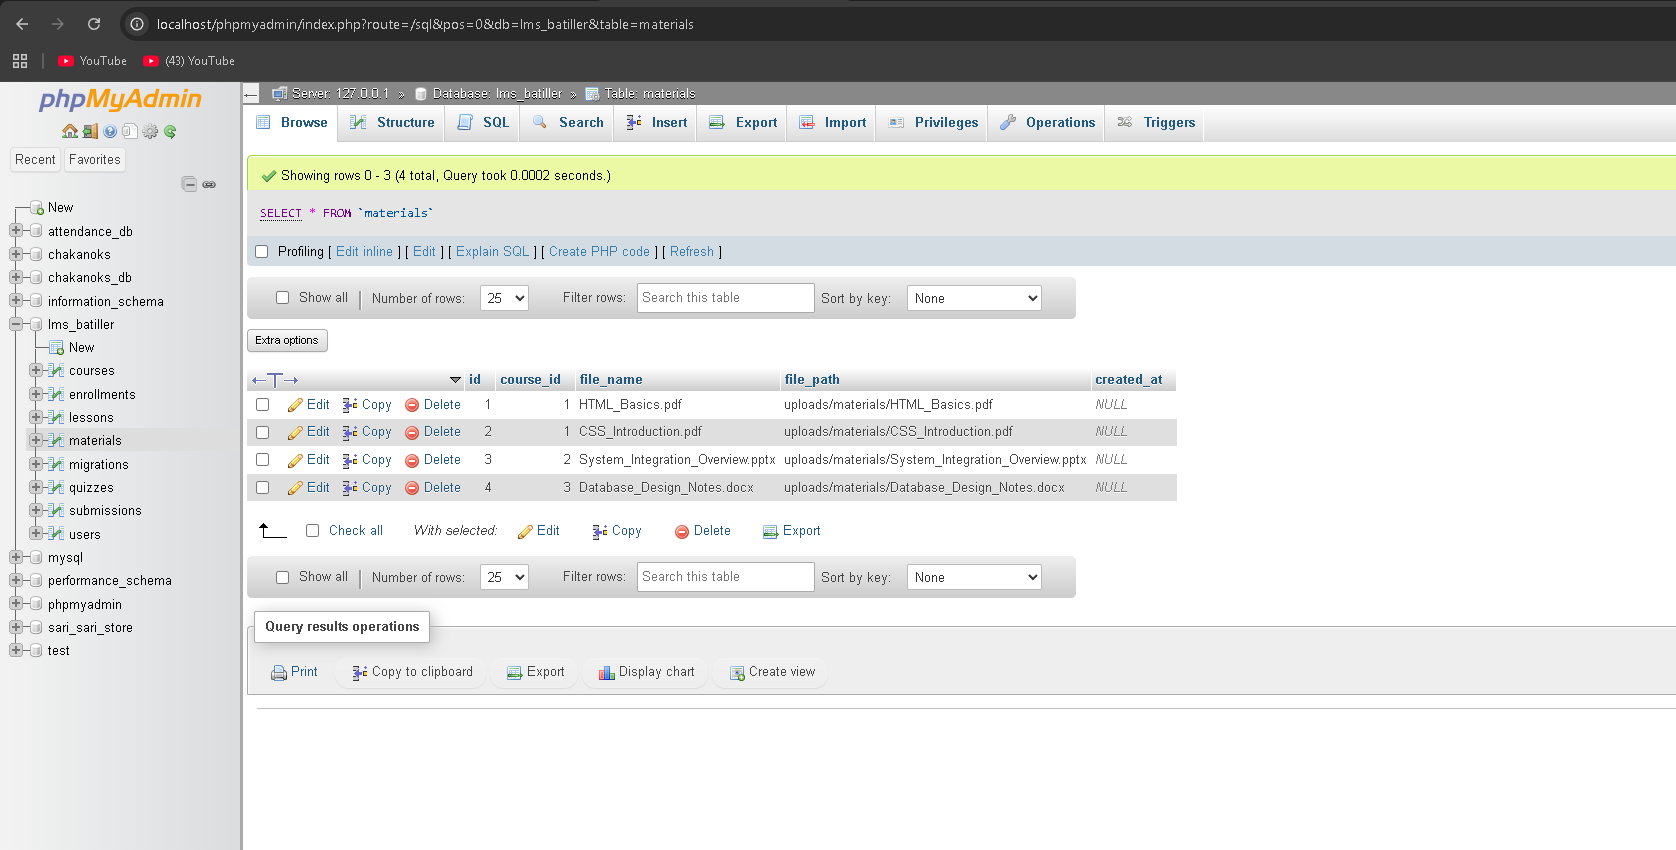 localhost/phpmyadmin/index.php?route=/sql&pos=0&db=lms_batiller&table=materials
YouTube (43) YouTube
phpMyAdmin
Recent Favorites
New
attendance_db
chakanoks
chakanoks_db
information_schema
lms_batiller
New
courses
enrollments
lessons
materials
migrations
quizzes
submissions
users
mysql
performance_schema
phpmyadmin
sari_sari_store
test
Server: 127.0.0.1 » Database: lms_batiller » Table: materials
Browse Structure SQL Search Insert Export Import Privileges Operations Triggers
Showing rows 0 - 3 (4 total, Query took 0.0002 seconds.)
SELECT * FROM `materials`
Profiling [ Edit inline ] [ Edit ] [ Explain SQL ] [ Create PHP code ] [ Refresh ]
Show all | Number of rows: 25 Filter rows: Search this table Sort by key: None
Extra options
←T→ id course_id file_name file_path created_at
Edit Copy Delete 1 1 HTML_Basics.pdf uploads/materials/HTML_Basics.pdf NULL
Edit Copy Delete 2 1 CSS_Introduction.pdf uploads/materials/CSS_Introduction.pdf NULL
Edit Copy Delete 3 2 System_Integration_Overview.pptx uploads/materials/System_Integration_Overview.pptx NULL
Edit Copy Delete 4 3 Database_Design_Notes.docx uploads/materials/Database_Design_Notes.docx NULL
Check all With selected: Edit Copy Delete Export
Show all | Number of rows: 25 Filter rows: Search this table Sort by key: None
Query results operations
Print Copy to clipboard Export Display chart Create view